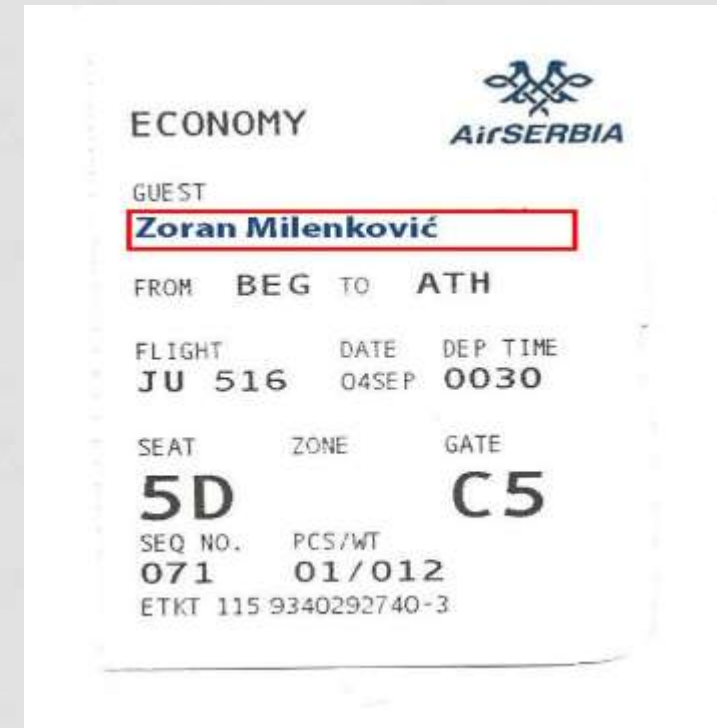 ECONOMY
AirSERBIA
GUEST
Zoran Milenković
FROM BEG TO ATH
FLIGHT DATE DEP TIME
JU 516 04SEP 0030
SEAT ZONE GATE
5D C5
SEQ NO. PCS/WT
071 01/012
ETKT 115 9340292740-3